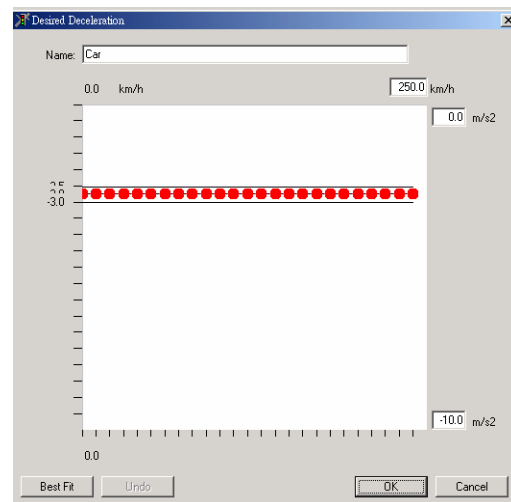 Desired Deceleration
Name: Car
0.0 km/h 250.0 km/h
0.0 m/s2
-3.0
-10.0 m/s2
0.0
Best Fit Undo OK Cancel